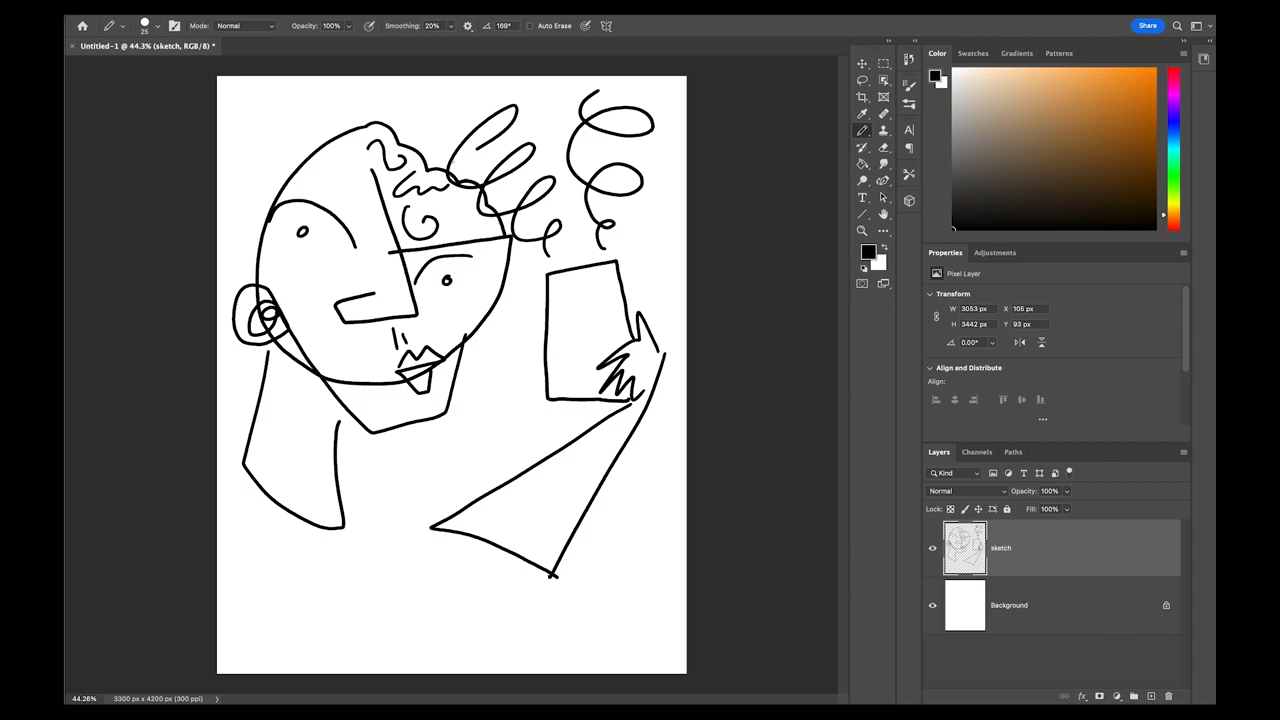 25 Mode: Normal Opacity: 100% Smoothing: 20% 169° Auto Erase Share
Untitled-1 @ 44.3% (sketch, RGB/8) *
Color Swatches Gradients Patterns
Properties Adjustments
Pixel Layer
Transform
W 3053 px X 105 px
H 3442 px Y 93 px
0.00°
Align and Distribute
Align:
Layers Channels Paths
Kind
Normal Opacity: 100%
Lock: Fill: 100%
sketch
Background
44.26% 3300 px x 4200 px (300 ppi)